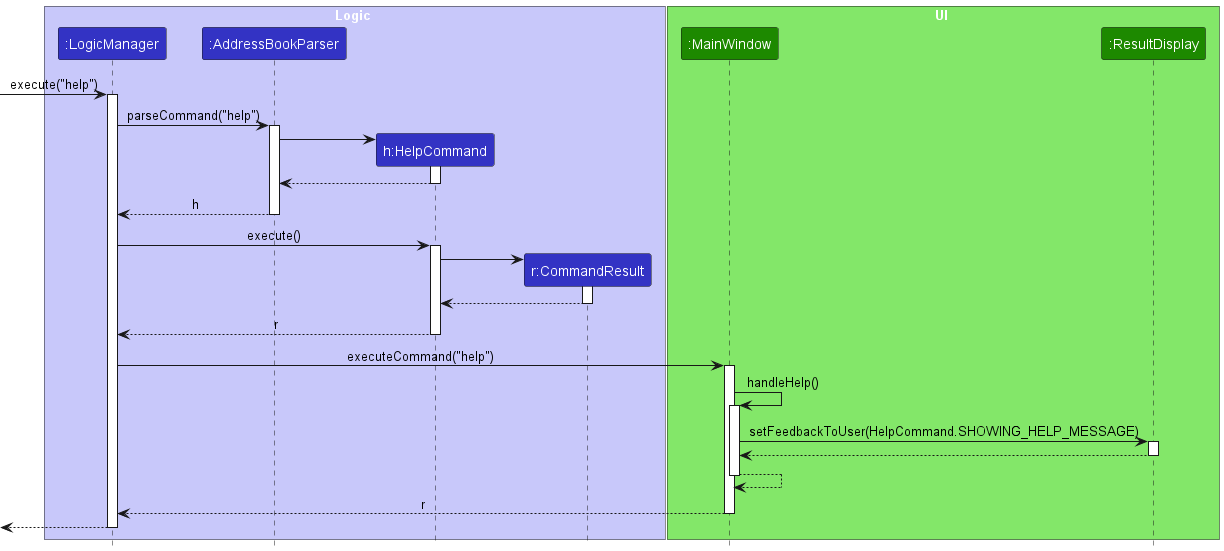 Logic
UI
:LogicManager
:AddressBookParser
:MainWindow
:ResultDisplay
execute("help")
parseCommand("help")
h:HelpCommand
h
execute()
r:CommandResult
r
executeCommand("help")
handleHelp()
setFeedbackToUser(HelpCommand.SHOWING_HELP_MESSAGE)
r